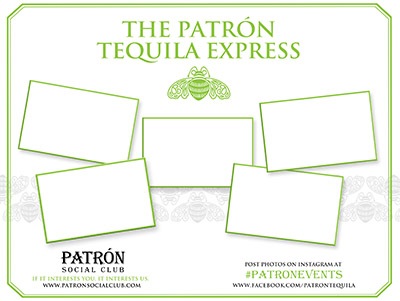 THE PATRÓN
TEQUILA EXPRESS
PATRÓN
SOCIAL CLUB
IF IT INTERESTS YOU, IT INTERESTS US.
WWW.PATRONSOCIALCLUB.COM
POST PHOTOS ON INSTAGRAM AT
#PATRONEVENTS
WWW.FACEBOOK.COM/PATRONTEQUILA